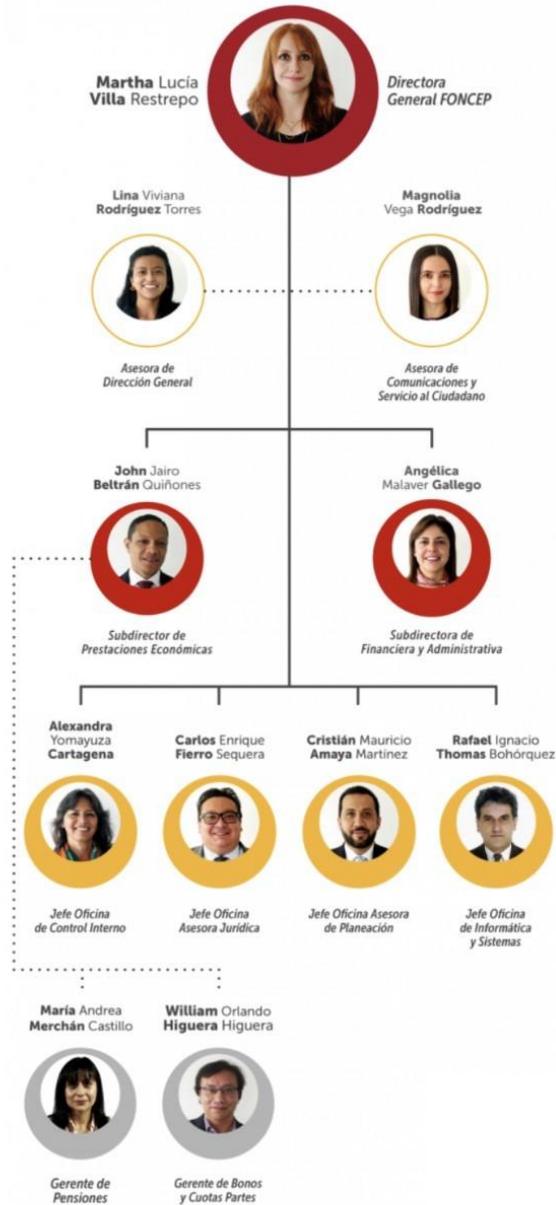 Martha Lucía
Villa Restrepo
Directora
General FONCEP
Lina Viviana
Rodríguez Torres
Magnolia
Vega Rodríguez
Asesora de
Dirección General
Asesora de
Comunicaciones y
Servicio al Ciudadano
John Jairo
Beltrán Quiñones
Angélica
Malaver Gallego
Subdirector de
Prestaciones Económicas
Subdirectora de
Financiera y Administrativa
Alexandra
Yomayuza
Cartagena
Carlos Enrique
Fierro Sequera
Cristián Mauricio
Amaya Martínez
Rafael Ignacio
Thomas Bohórquez
Jefe Oficina
de Control Interno
Jefe Oficina
Asesora Jurídica
Jefe Oficina Asesora
de Planeación
Jefe Oficina
de Informática
y Sistemas
María Andrea
Merchán Castillo
William Orlando
Higuera Higuera
Gerente de
Pensiones
Gerente de Bonos
y Cuotas Partes